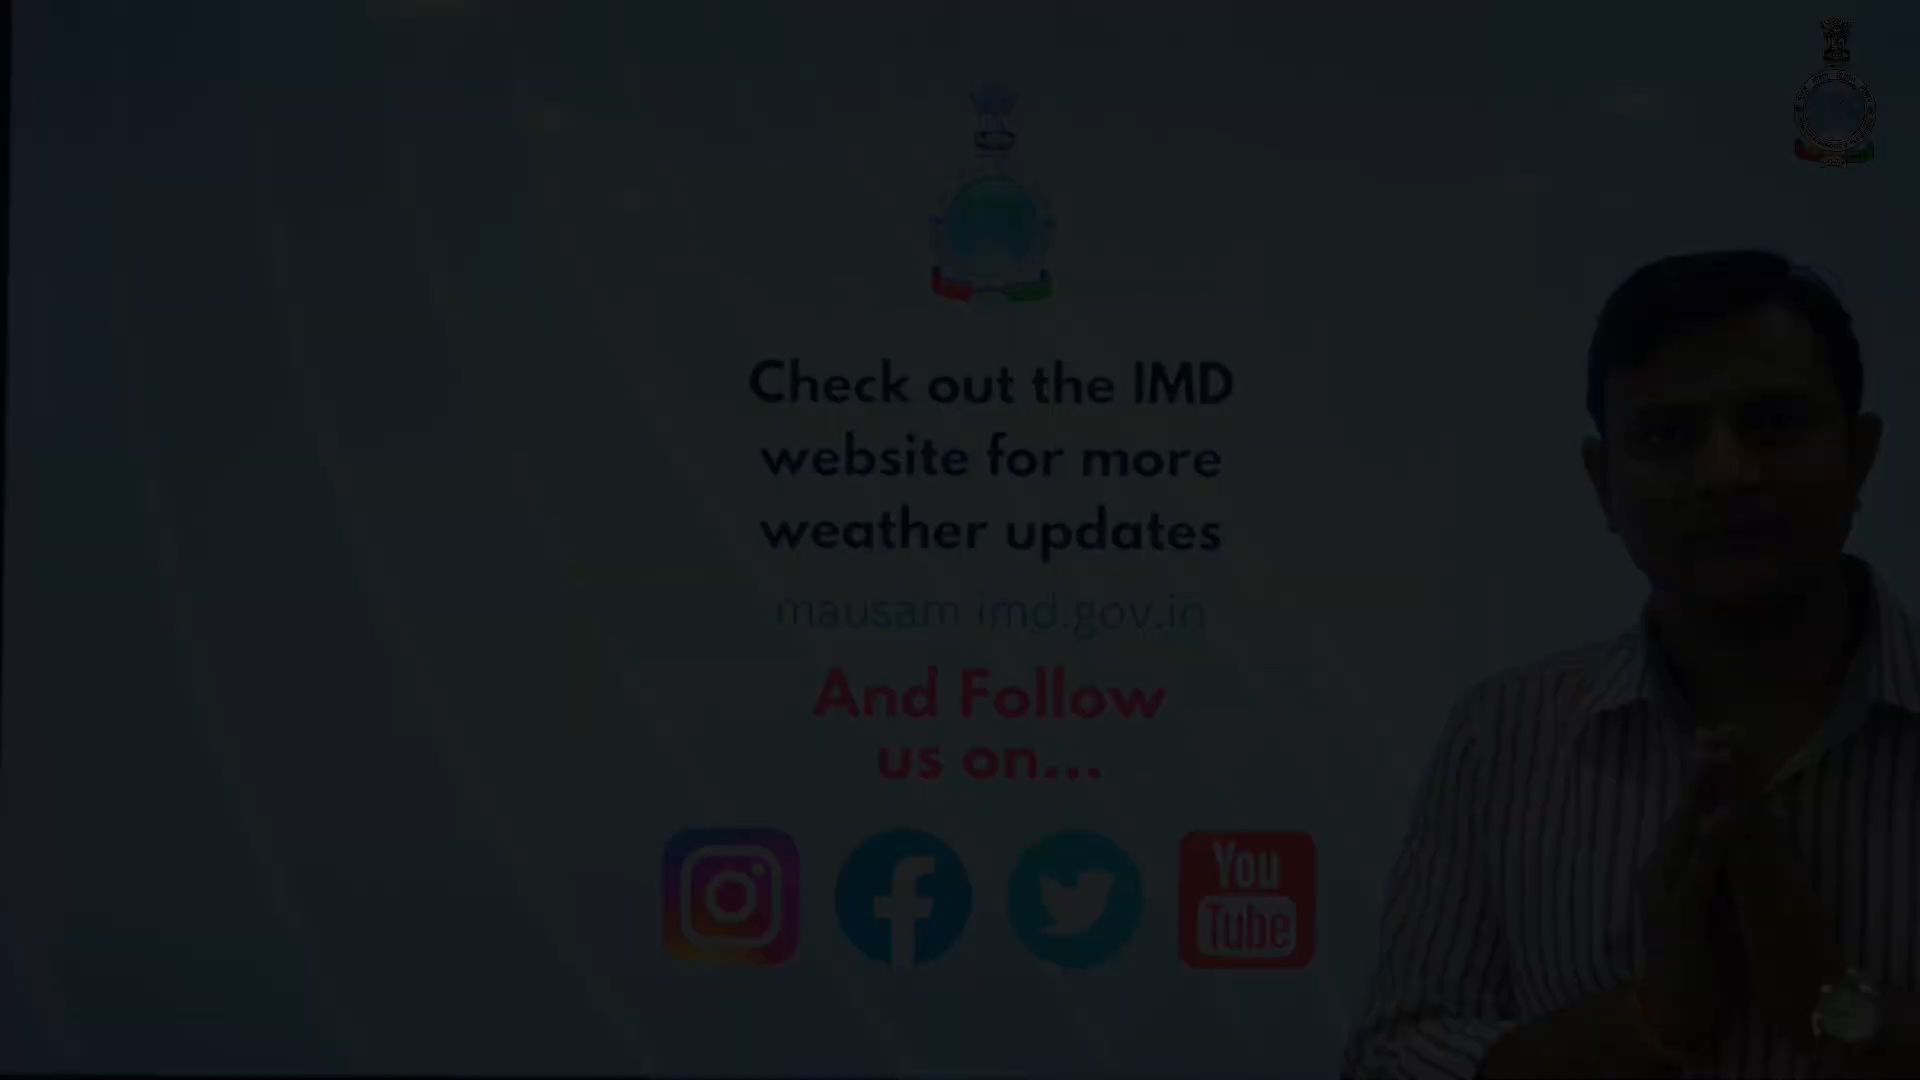 Check out the IMD
website for more
weather updates
mausam.imd.gov.in
And Follow
us on...
You
Tube